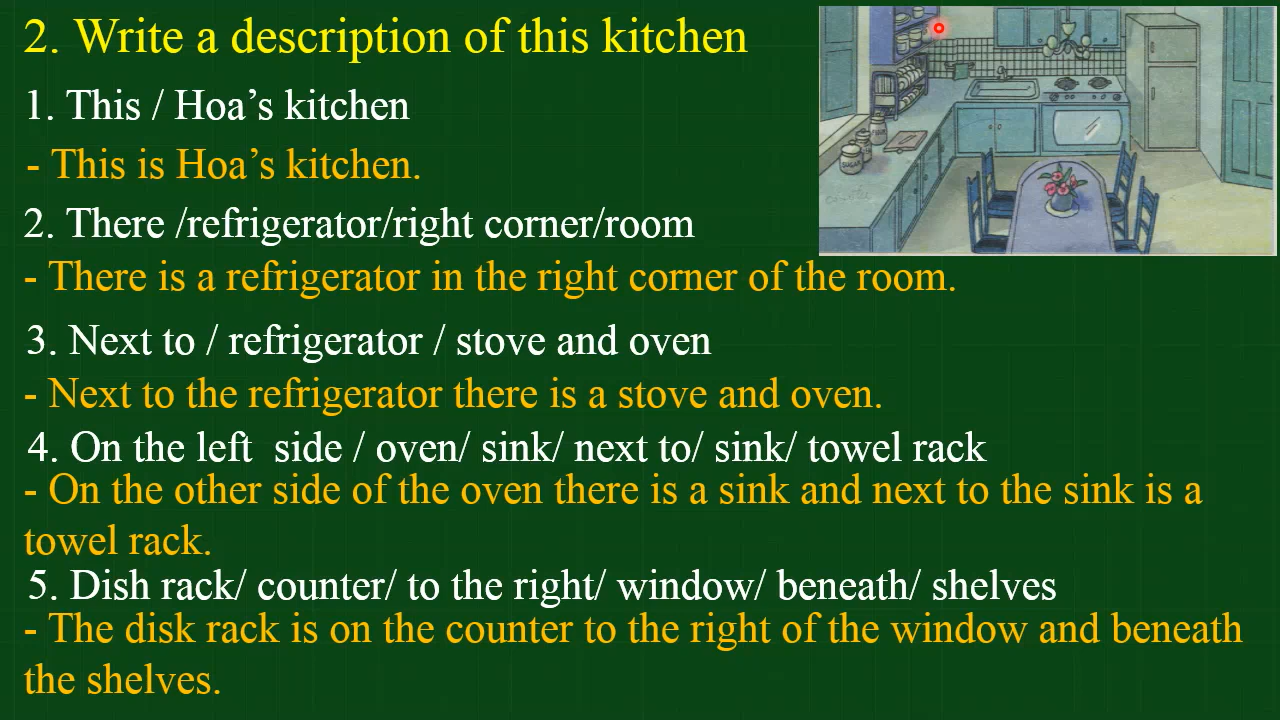 2. Write a description of this kitchen
1. This / Hoa's kitchen
- This is Hoa's kitchen.
2. There /refrigerator/right corner/room
- There is a refrigerator in the right corner of the room.
3. Next to / refrigerator / stove and oven
- Next to the refrigerator there is a stove and oven.
4. On the left  side / oven/ sink/ next to/ sink/ towel rack
- On the other side of the oven there is a sink and next to the sink is a
towel rack.
5. Dish rack/ counter/ to the right/ window/ beneath/ shelves
- The disk rack is on the counter to the right of the window and beneath
the shelves.
SUGAR